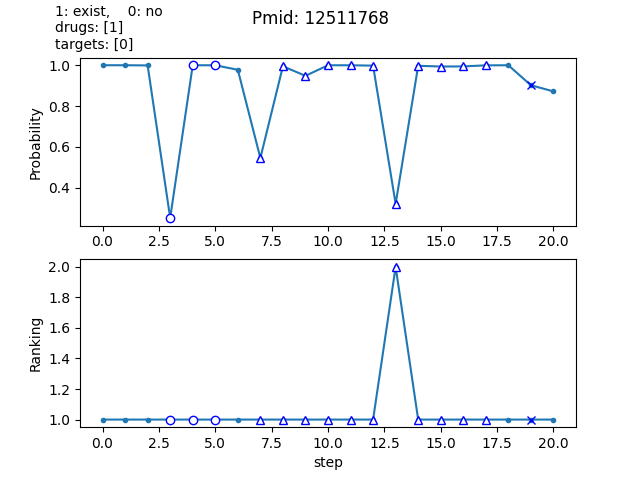 1: exist,    0: no
drugs: [1]
targets: [0]
Pmid: 12511768
1.0
0.8
0.6
0.4
Probability
0.0 2.5 5.0 7.5 10.0 12.5 15.0 17.5 20.0
2.0
1.8
1.6
1.4
1.2
1.0
Ranking
0.0 2.5 5.0 7.5 10.0 12.5 15.0 17.5 20.0
step